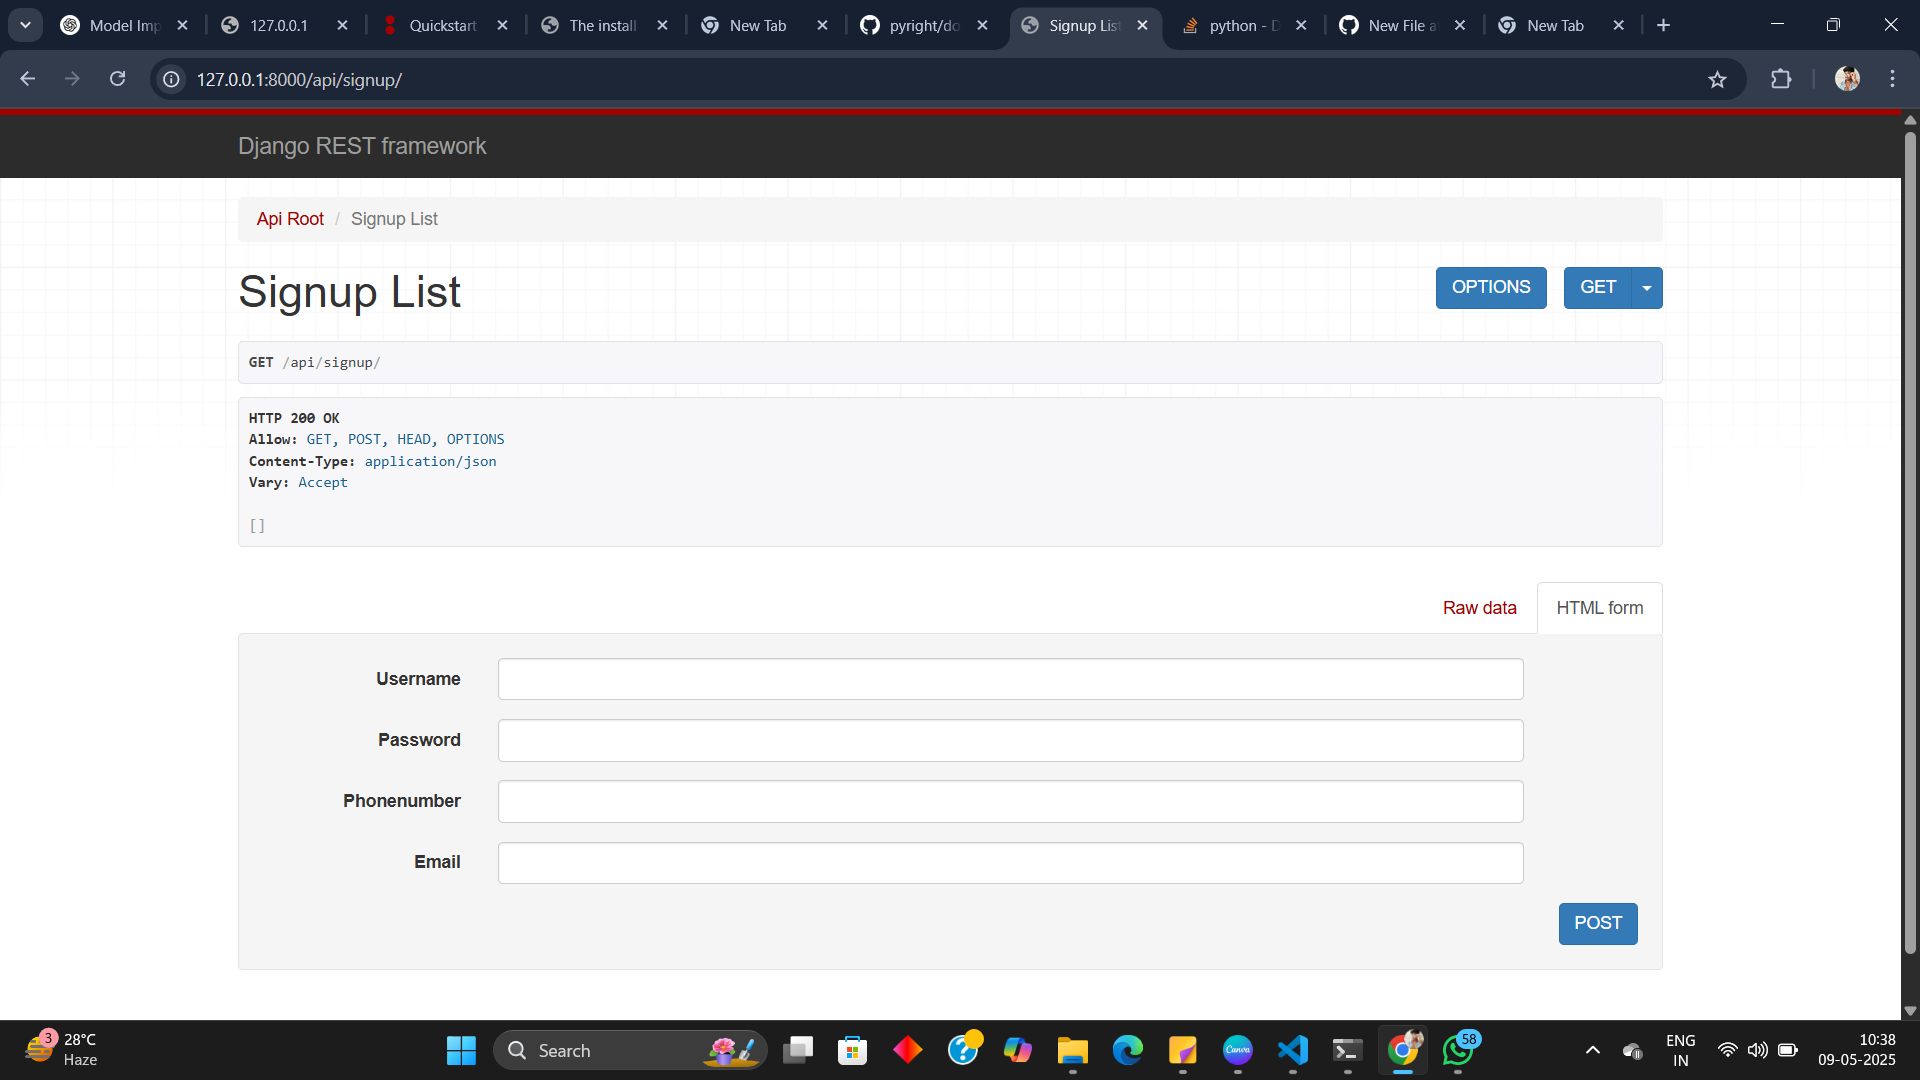 Model Imp
127.0.0.1
Quickstart
The install
New Tab
pyright/do
Signup List
python - D
New File a
New Tab
127.0.0.1:8000/api/signup/
Django REST framework
Api Root / Signup List
Signup List
OPTIONS
GET
GET /api/signup/
HTTP 200 OK
Allow: GET, POST, HEAD, OPTIONS
Content-Type: application/json
Vary: Accept
[]
Raw data
HTML form
Username
Password
Phonenumber
Email
POST
3
28°C
Haze
Search
Canva
58
ENG
IN
10:38
09-05-2025